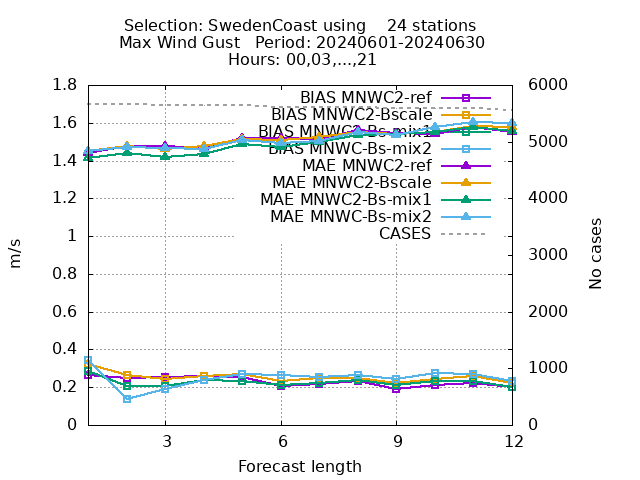 Selection: SwedenCoast using    24 stations
Max Wind Gust   Period: 20240601-20240630
Hours: 00,03,...,21
1.8
1.6
1.4
1.2
1
0.8
0.6
0.4
0.2
0
m/s
6000
5000
4000
3000
2000
1000
0
No cases
BIAS MNWC2-ref
BIAS MNWC2-Bscale
BIAS MNWC-Bs-mix1
BIAS MNWC-Bs-mix2
MAE MNWC2-ref
MAE MNWC2-Bscale
MAE MNWC-Bs-mix1
MAE MNWC-Bs-mix2
CASES
3 6 9 12
Forecast length